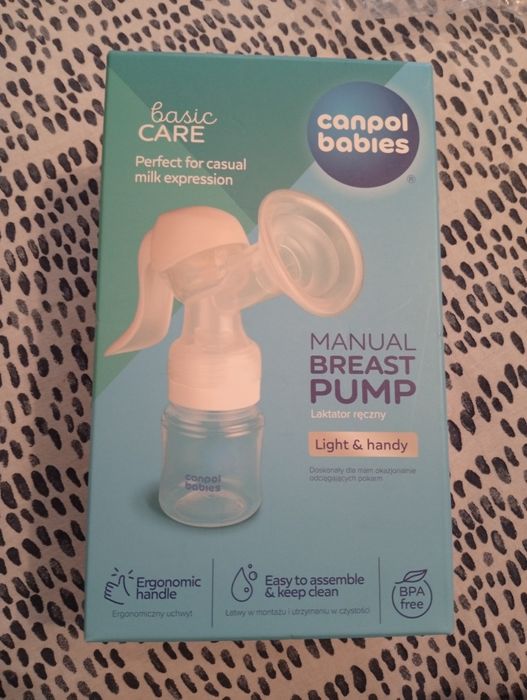 basic
CARE
Perfect for casual
milk expression
canpol
babies
®
MANUAL
BREAST
PUMP
Laktator ręczny
Light & handy
Doskonały dla mam okazjonalnie
odciągających pokarm
canpol
babies
Ergonomic
handle
Ergonomiczny uchwyt
Easy to assemble
& keep clean
Łatwy w montażu i utrzymaniu w czystości
BPA
free